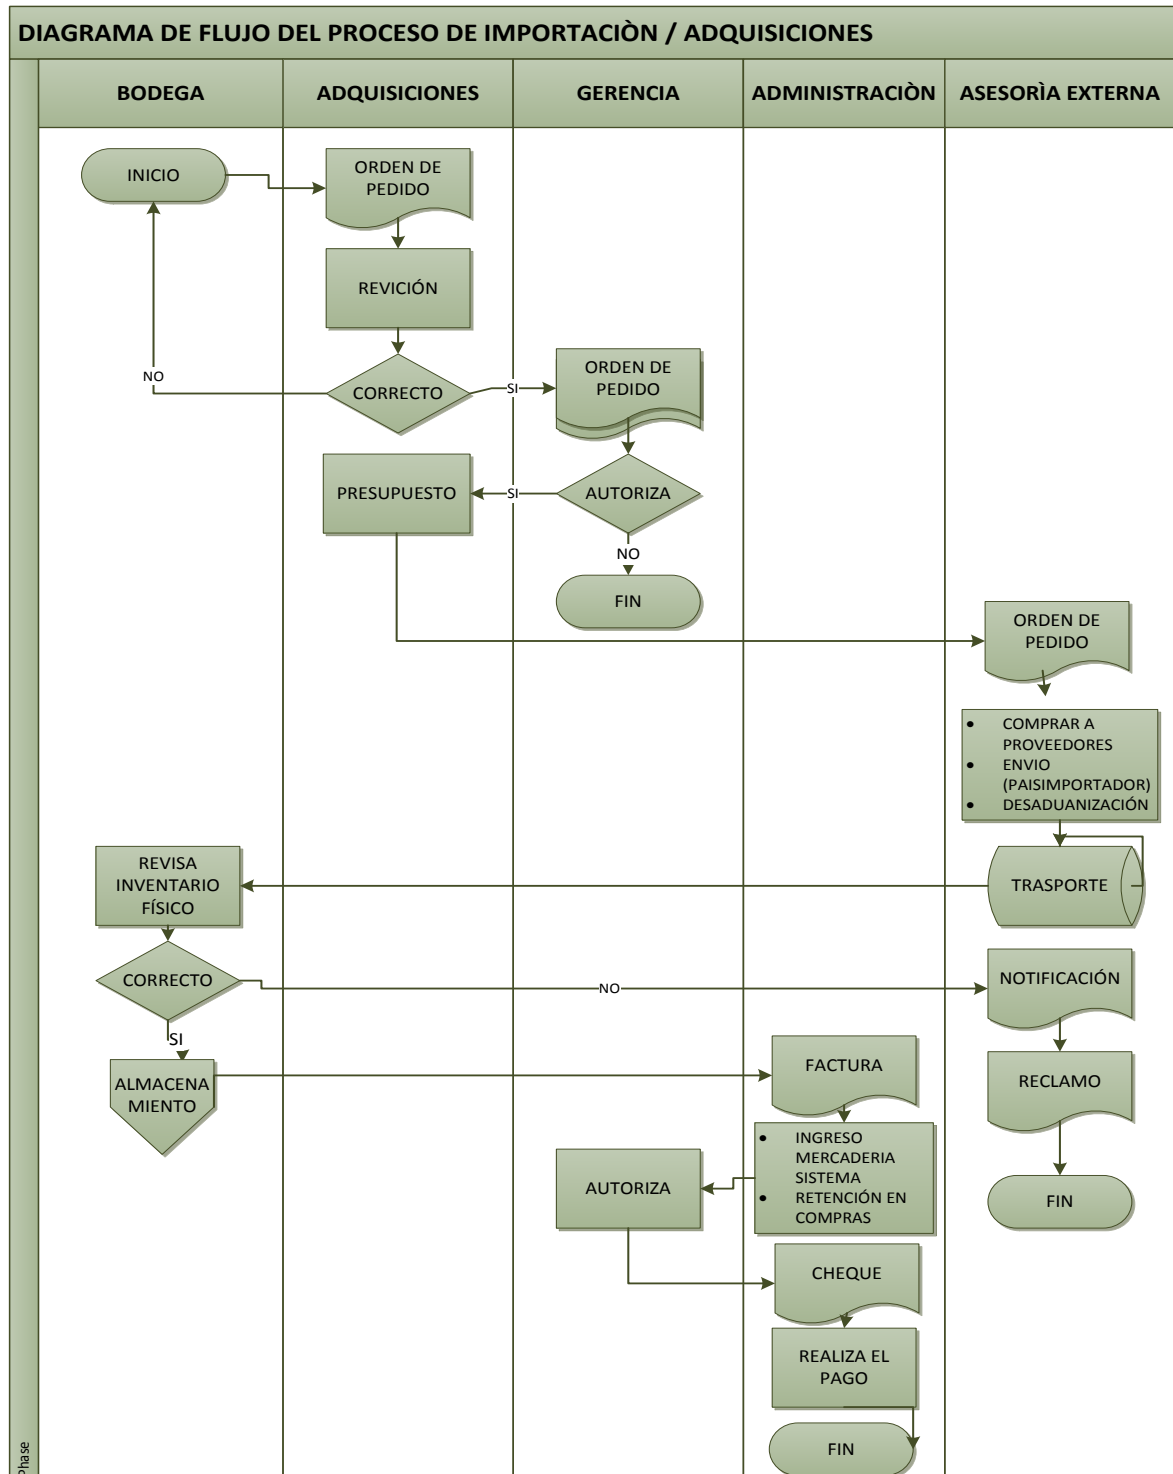 DIAGRAMA DE FLUJO DEL PROCESO DE IMPORTACIÒN / ADQUISICIONES
BODEGA
ADQUISICIONES
GERENCIA
ADMINISTRACIÒN
ASESORÌA EXTERNA
INICIO
ORDEN DE
PEDIDO
REVICIÓN
CORRECTO
NO
SI
ORDEN DE
PEDIDO
AUTORIZA
SI
PRESUPUESTO
NO
FIN
ORDEN DE
PEDIDO
• COMPRAR A
PROVEEDORES
• ENVIO
(PAISIMPORTADOR)
• DESADUANIZACIÓN
TRASPORTE
REVISA
INVENTARIO
FÍSICO
CORRECTO
NO
NOTIFICACIÓN
RECLAMO
FIN
SI
ALMACENA
MIENTO
FACTURA
• INGRESO
MERCADERIA
SISTEMA
• RETENCIÓN EN
COMPRAS
AUTORIZA
CHEQUE
REALIZA EL
PAGO
FIN
Phase